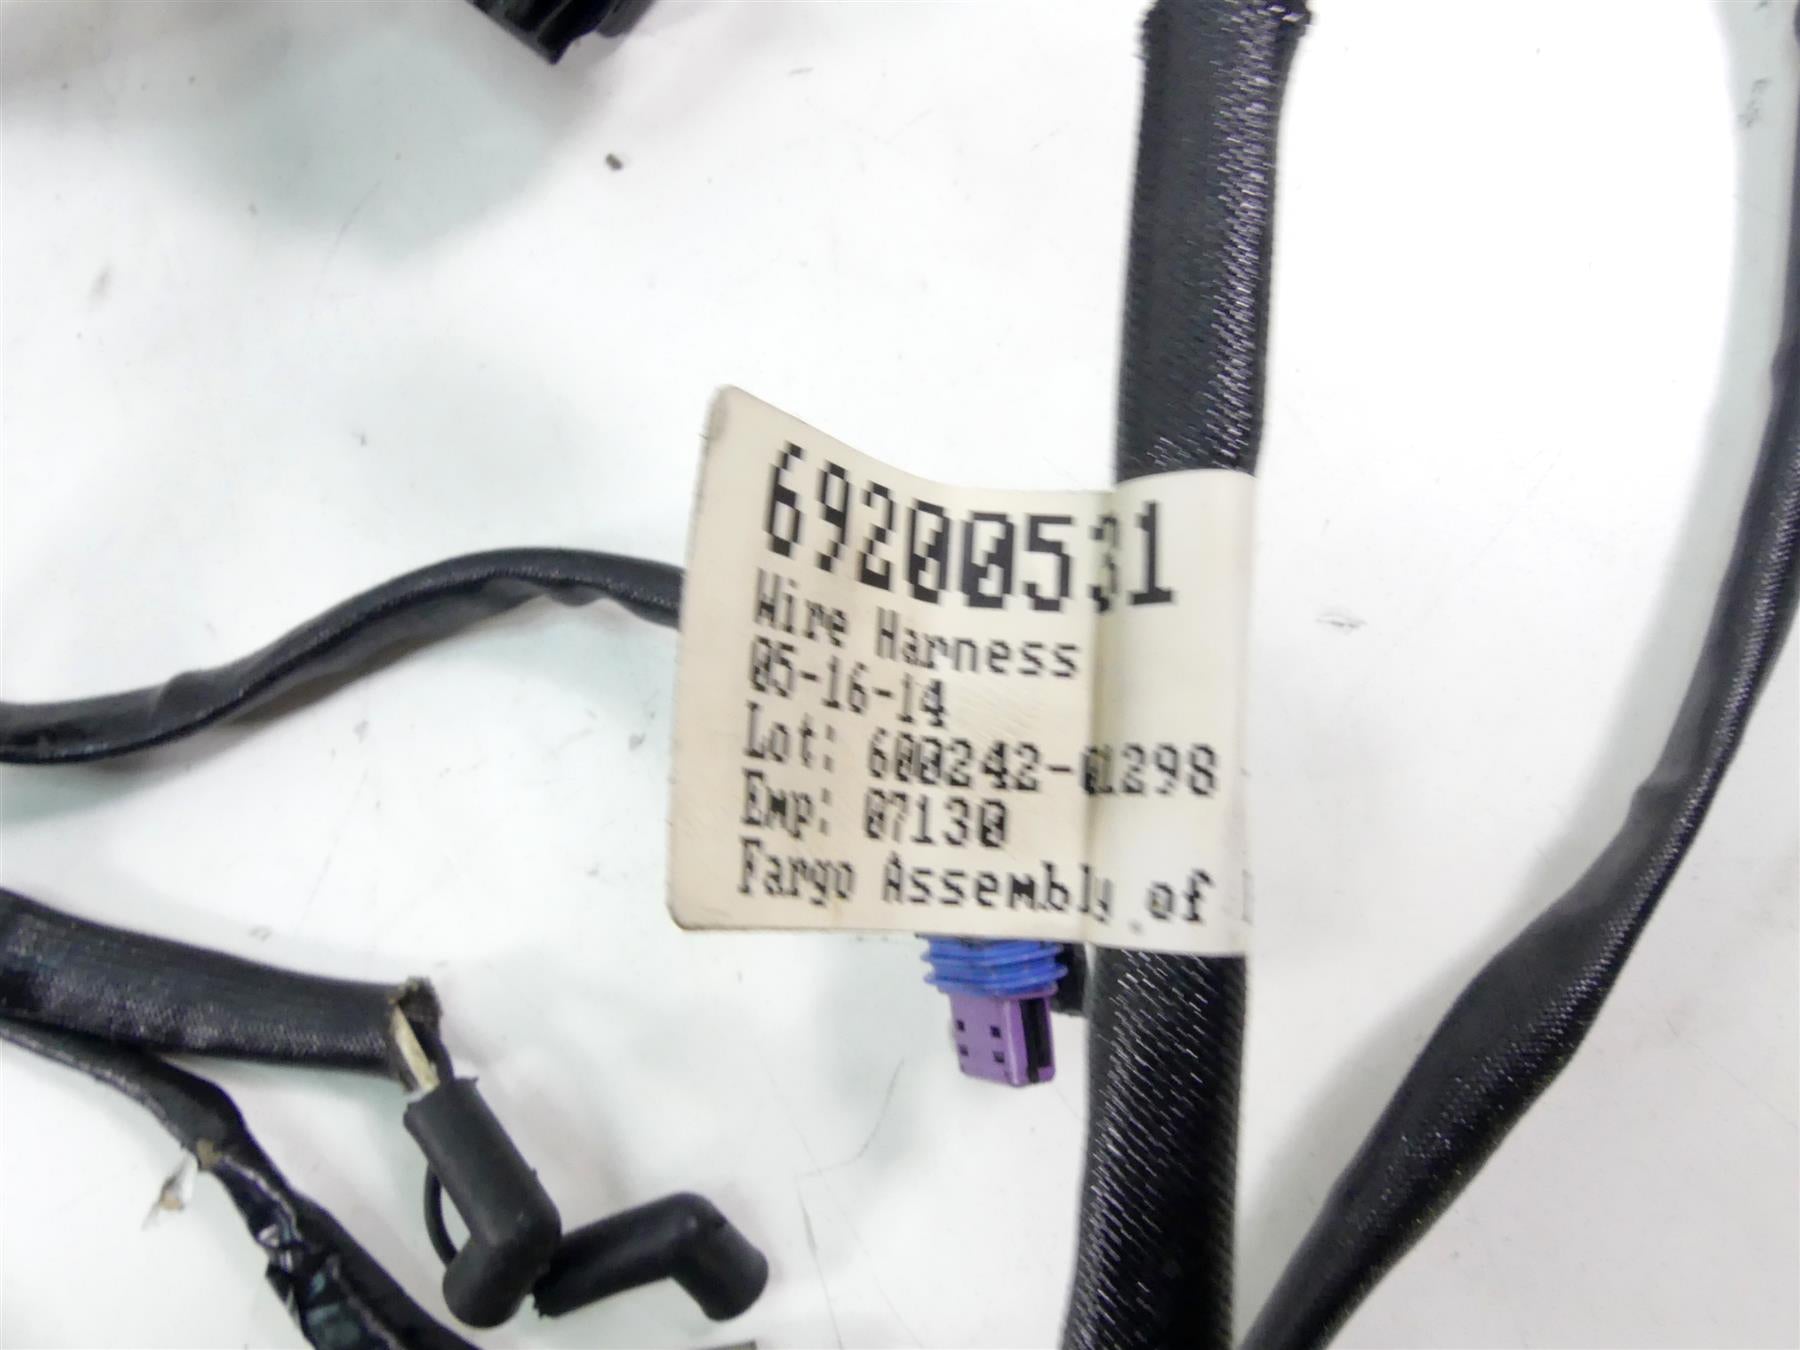 69200531
Wire Harness
05-16-14
Lot: 600242-01298
Emp: 07130
Fargo Assembly of